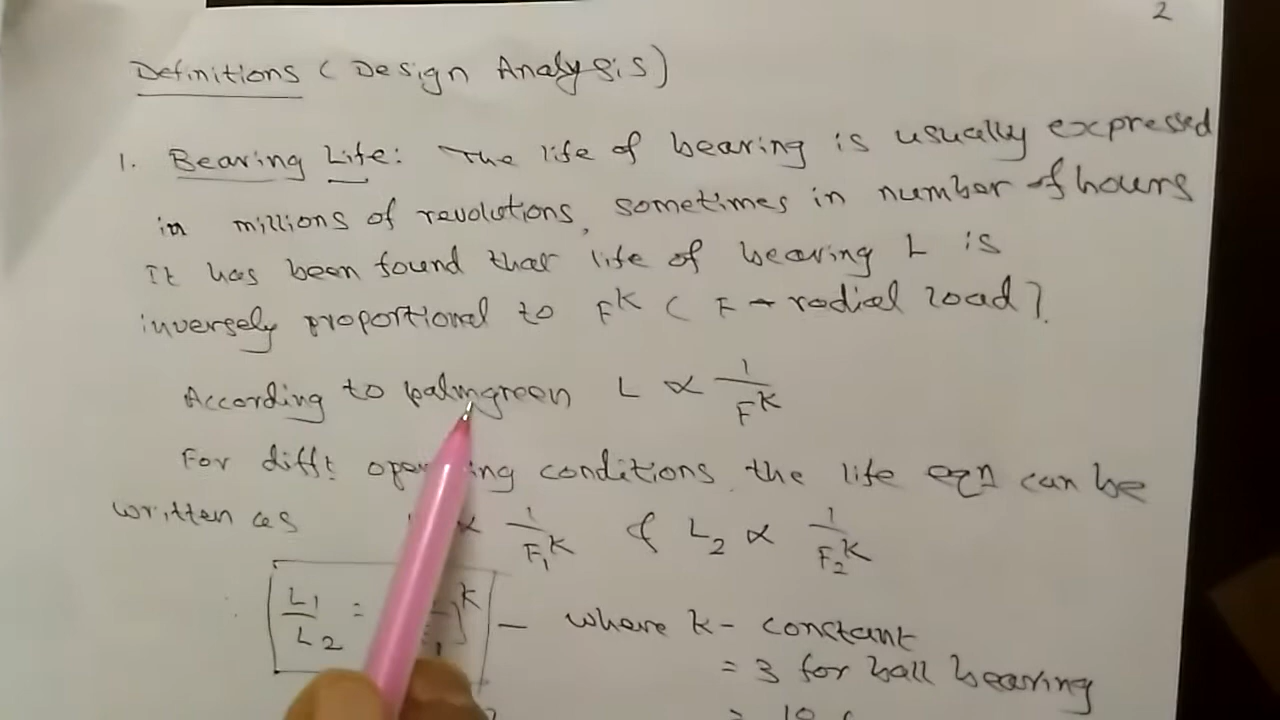 2
Definitions (Design Analysis)
1. Bearing Life: The life of bearing is usually expressed
in millions of revolutions, sometimes in number of hours
It has been found that life of bearing L is
inversely proportional to F^K ( F → radial load).
According to palmgreen L ∝ 1/F^K
For difft operating conditions the life eqn can be
written as ∝ 1/F₁^K & L₂ ∝ 1/F₂^K
L₁/L₂ = )^K — where K - constant
= 3 for ball bearing
= 10